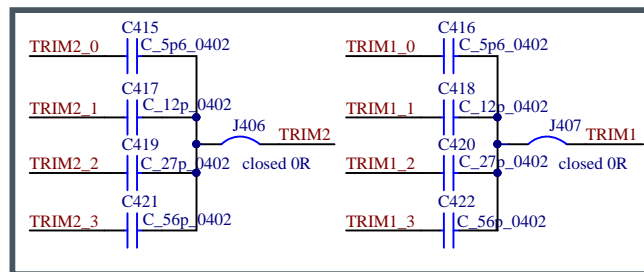 C415
TRIM2_0 C_5p6_0402
C417
TRIM2_1 C_12p_0402
J406 TRIM2
C419 closed 0R
TRIM2_2 C_27p_0402
C421
TRIM2_3 C_56p_0402
C416
TRIM1_0 C_5p6_0402
C418
TRIM1_1 C_12p_0402
J407 TRIM1
C420 closed 0R
TRIM1_2 C_27p_0402
C422
TRIM1_3 C_56p_0402